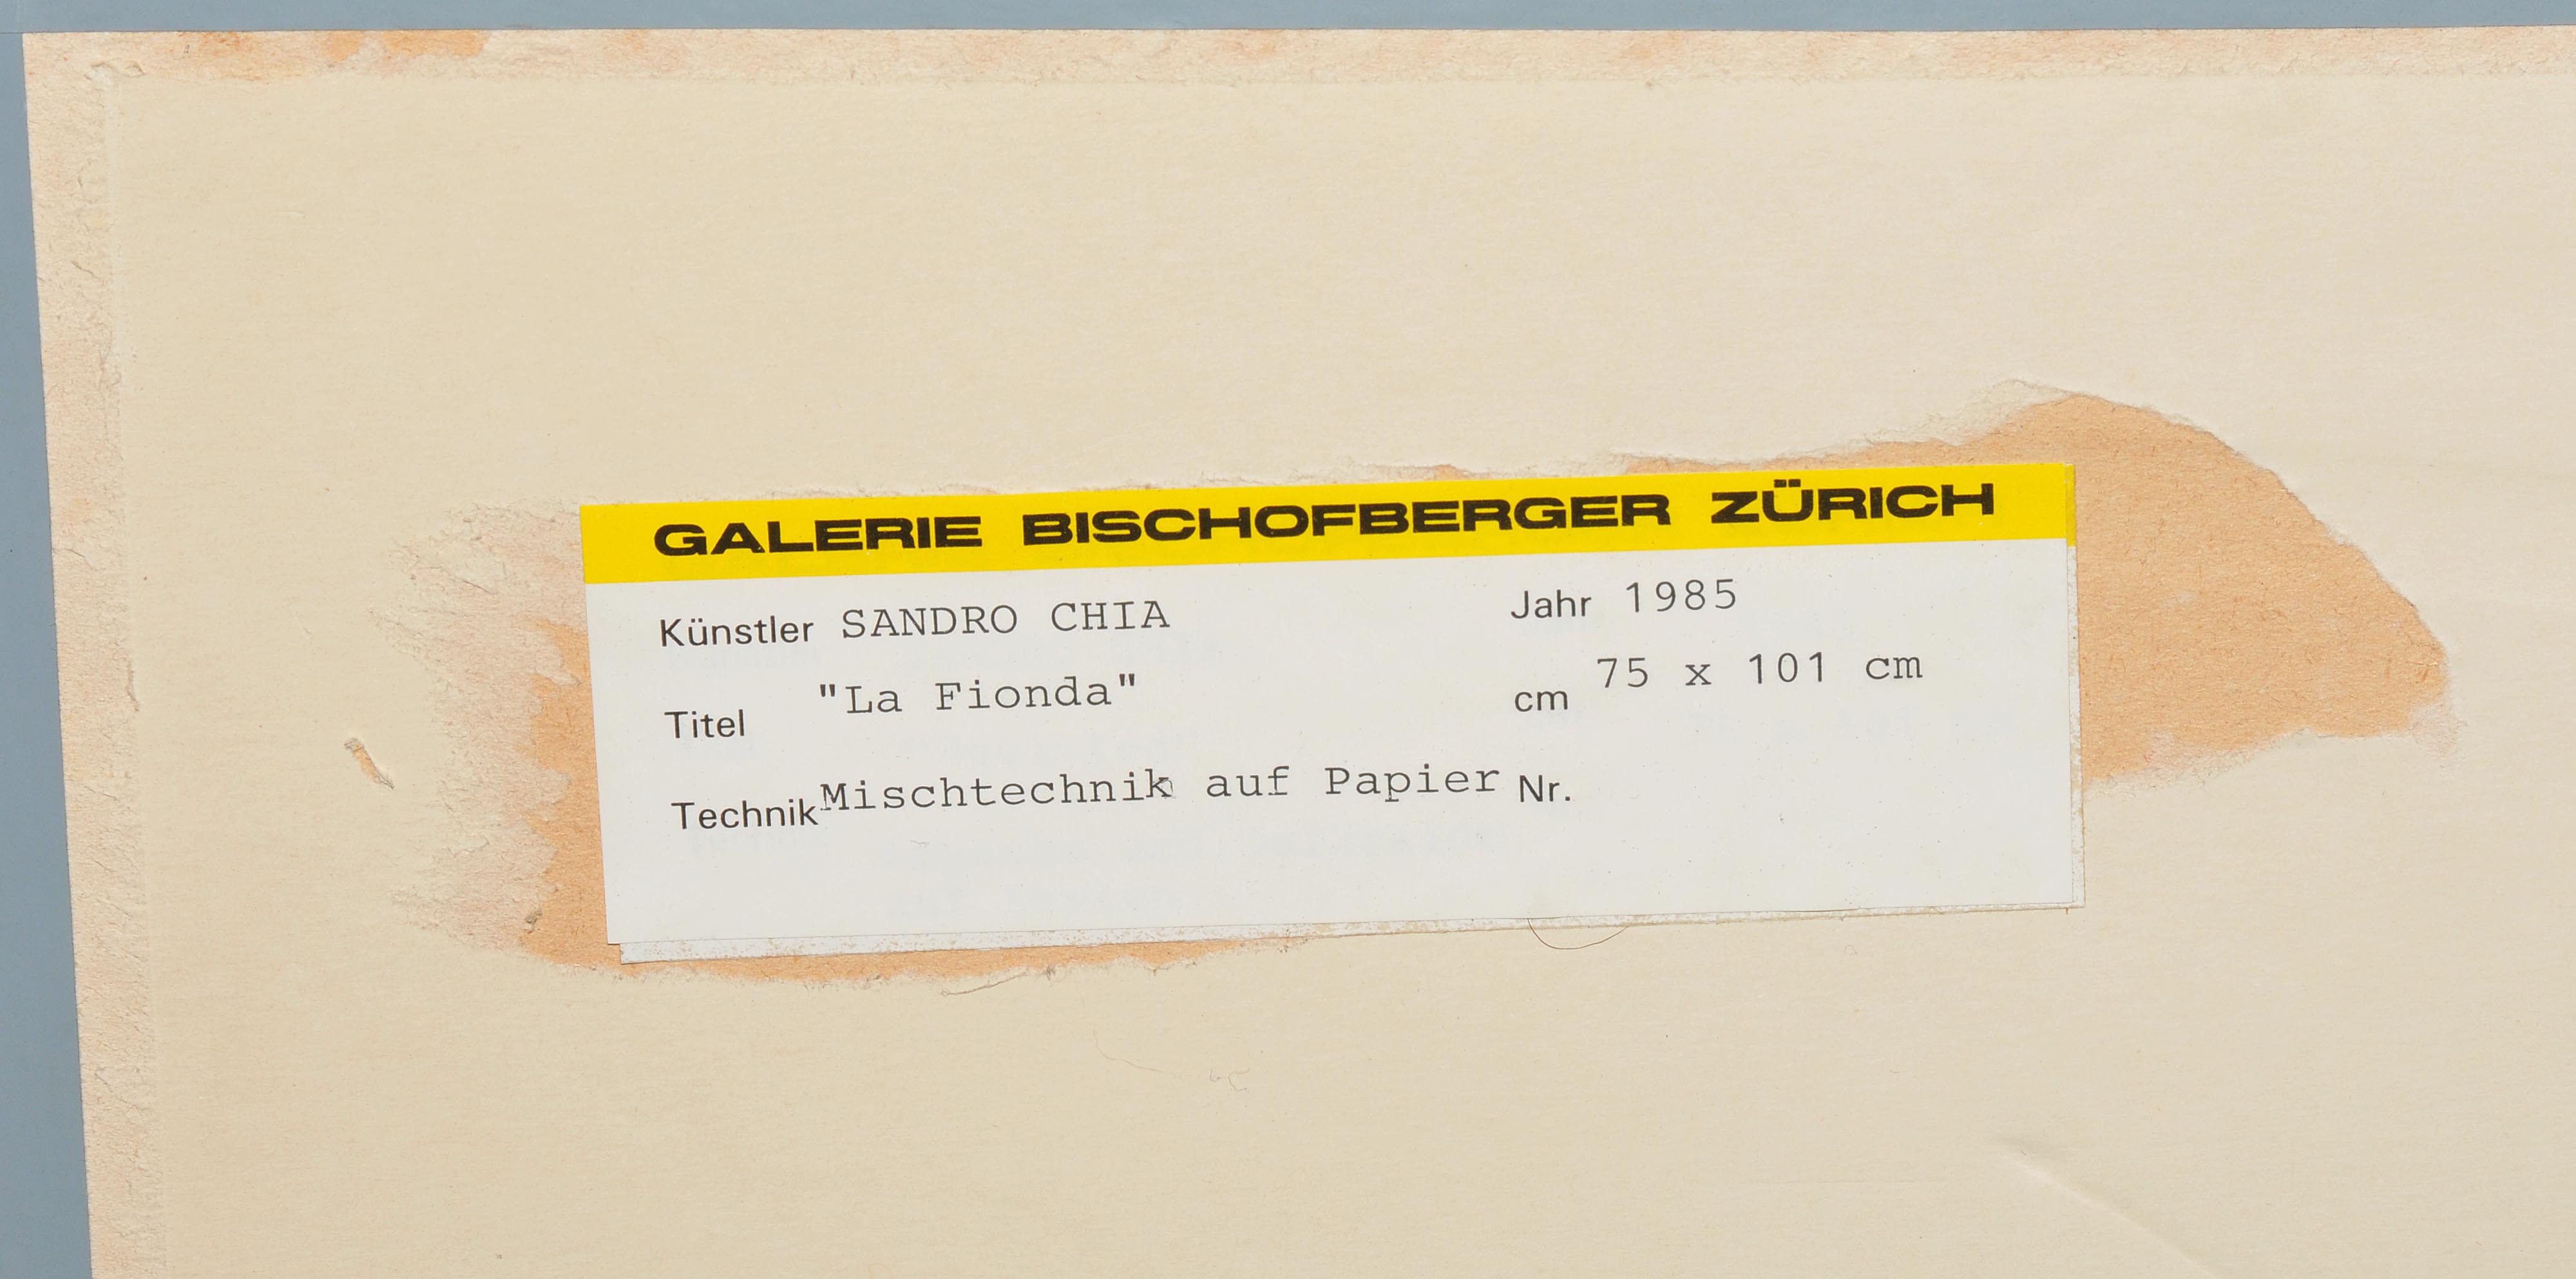 GALERIE BISCHOFBERGER ZÜRICH
Künstler SANDRO CHIA Jahr 1985
Titel "La Fionda" cm 75 x 101 cm
Technik Mischtechnik auf Papier Nr.